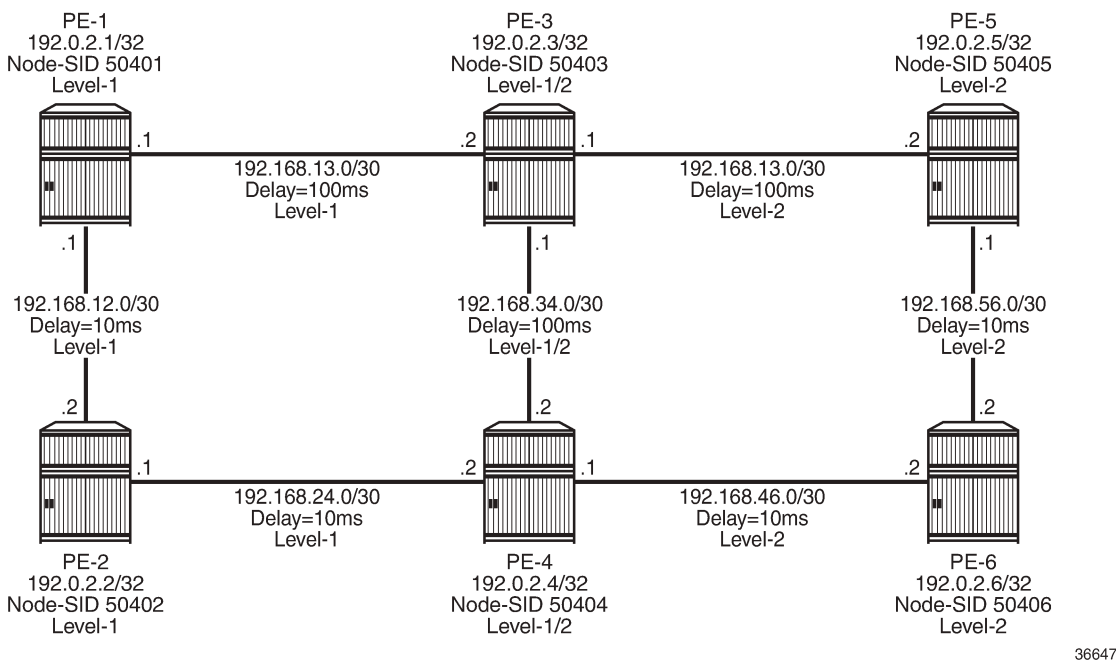 PE-1
192.0.2.1/32
Node-SID 50401
Level-1
PE-3
192.0.2.3/32
Node-SID 50403
Level-1/2
PE-5
192.0.2.5/32
Node-SID 50405
Level-2
.1
.2
.1
.2
192.168.13.0/30
Delay=100ms
Level-1
192.168.13.0/30
Delay=100ms
Level-2
.1
.1
.1
192.168.12.0/30
Delay=10ms
Level-1
192.168.34.0/30
Delay=100ms
Level-1/2
192.168.56.0/30
Delay=10ms
Level-2
.2
.2
.2
.1
.2
.1
.2
192.168.24.0/30
Delay=10ms
Level-1
192.168.46.0/30
Delay=10ms
Level-2
PE-2
192.0.2.2/32
Node-SID 50402
Level-1
PE-4
192.0.2.4/32
Node-SID 50404
Level-1/2
PE-6
192.0.2.6/32
Node-SID 50406
Level-2
36647